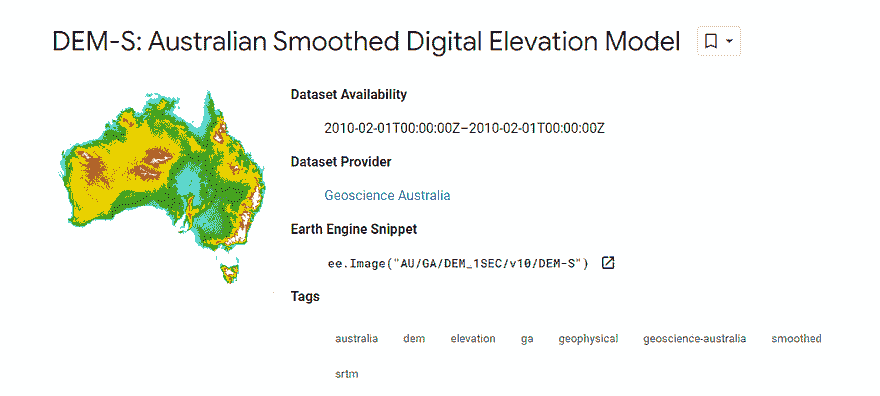 DEM-S: Australian Smoothed Digital Elevation Model
Dataset Availability
2010-02-01T00:00:00Z–2010-02-01T00:00:00Z
Dataset Provider
Geoscience Australia
Earth Engine Snippet
ee.Image("AU/GA/DEM_1SEC/v10/DEM-S")
Tags
australia dem elevation ga geophysical geoscience-australia smoothed
srtm